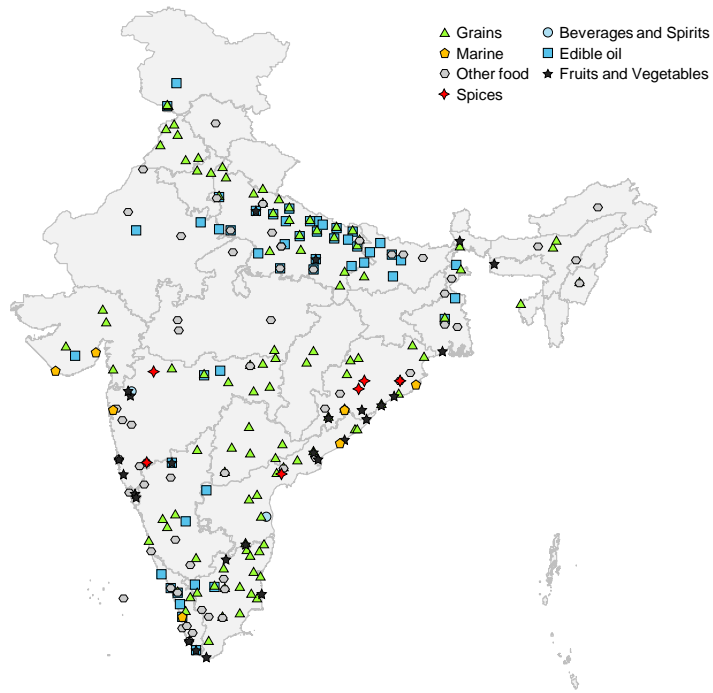 Grains
Beverages and Spirits
Marine
Edible oil
Other food
Fruits and Vegetables
Spices